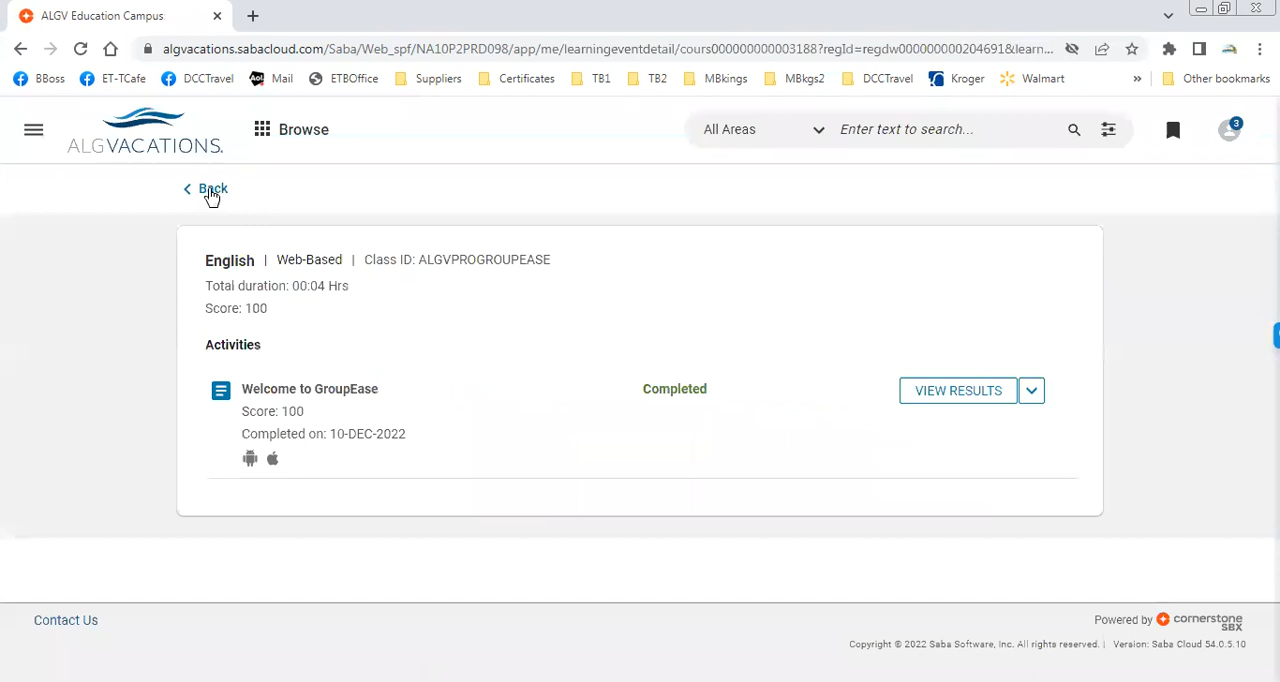 ALGV Education Campus
algvacations.sabacloud.com/Saba/Web_spf/NA10P2PRD098/app/me/learningeventdetail/cours000000000003188?regId=regdw000000000204691&learn...
BBoss ET-TCafe DCCTravel Aol. Mail ETBOffice Suppliers Certificates TB1 TB2 MBkings MBkgs2 DCCTravel Kroger Walmart » Other bookmarks
ALGVACATIONS. Browse All Areas Enter text to search... 3
Back
English | Web-Based | Class ID: ALGVPROGROUPEASE
Total duration: 00:04 Hrs
Score: 100
Activities
Welcome to GroupEase Completed VIEW RESULTS
Score: 100
Completed on: 10-DEC-2022
Contact Us Powered by cornerstone SBX
Copyright © 2022 Saba Software, Inc. All rights reserved. | Version: Saba Cloud 54.0.5.10